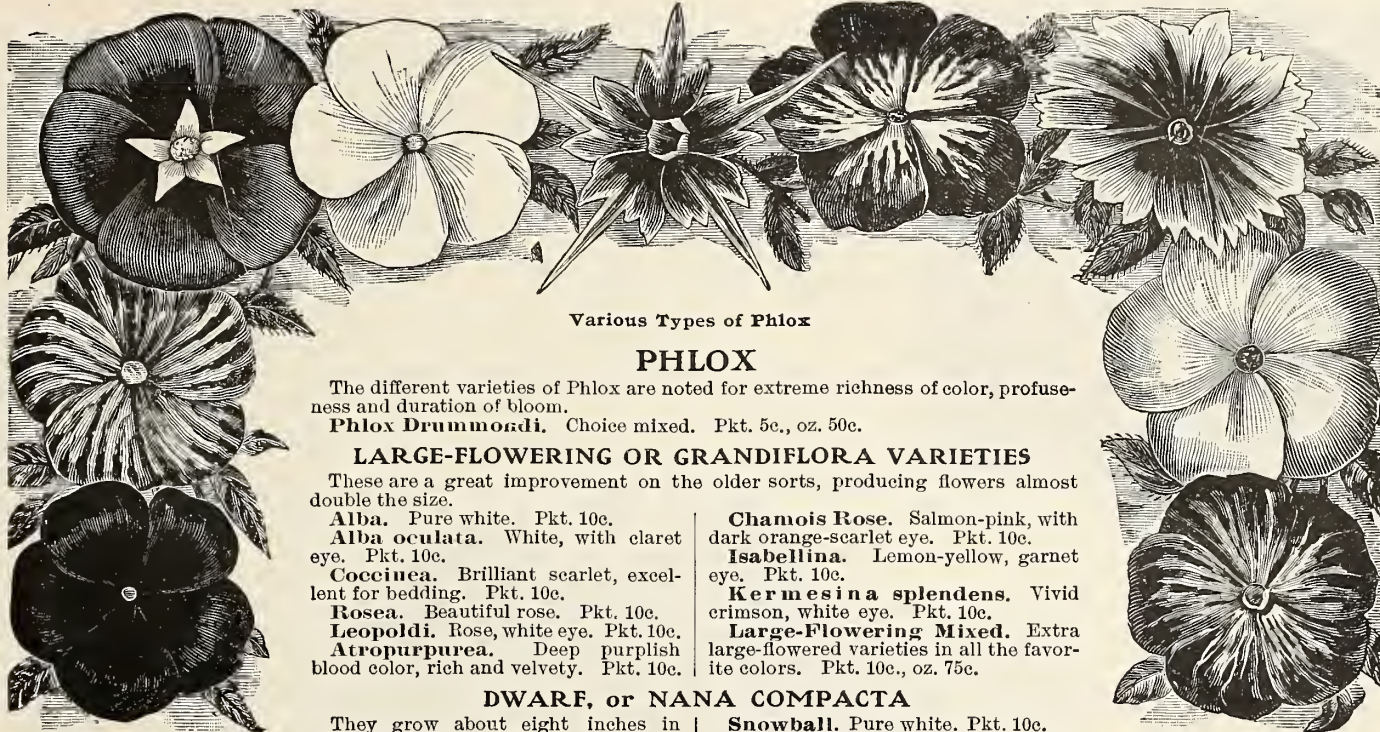 Various Types of Phlox
PHLOX
The different varieties of Phlox are noted for extreme richness of color, profuse-
ness and duration of bloom.
Phlox Drummondi. Choice mixed. Pkt. 5c., oz. 50c.
LARGE-FLOWERING OR GRANDIFLORA VARIETIES
These are a great improvement on the older sorts, producing flowers almost
double the size.
Alba. Pure white. Pkt. 10c.
Alba oculata. White, with claret
eye. Pkt. 10c.
Coccinea. Brilliant scarlet, excel-
lent for bedding. Pkt. 10c.
Rosea. Beautiful rose. Pkt. 10c.
Leopoldi. Rose, white eye. Pkt. 10c.
Atropurpurea. Deep purplish
blood color, rich and velvety. Pkt. 10c.
Chamois Rose. Salmon-pink, with
dark orange-scarlet eye. Pkt. 10c.
Isabellina. Lemon-yellow, garnet
eye. Pkt. 10c.
Kermesina splendens. Vivid
crimson, white eye. Pkt. 10c.
Large-Flowering Mixed. Extra
large-flowered varieties in all the favor-
ite colors. Pkt. 10c., oz. 75c.
DWARF, or NANA COMPACTA
They grow about eight inches in
Snowball. Pure white. Pkt. 10c.